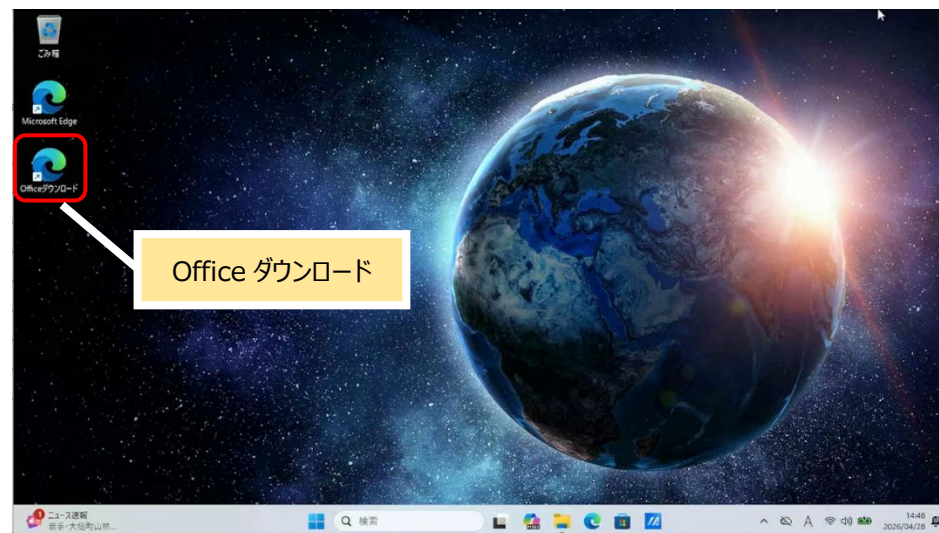 ごみ箱
Microsoft Edge
Officeダウンロード
Office ダウンロード
1
ニュース速報
岩手・大槌町山林...
検索
A
14:48
2026/04/28